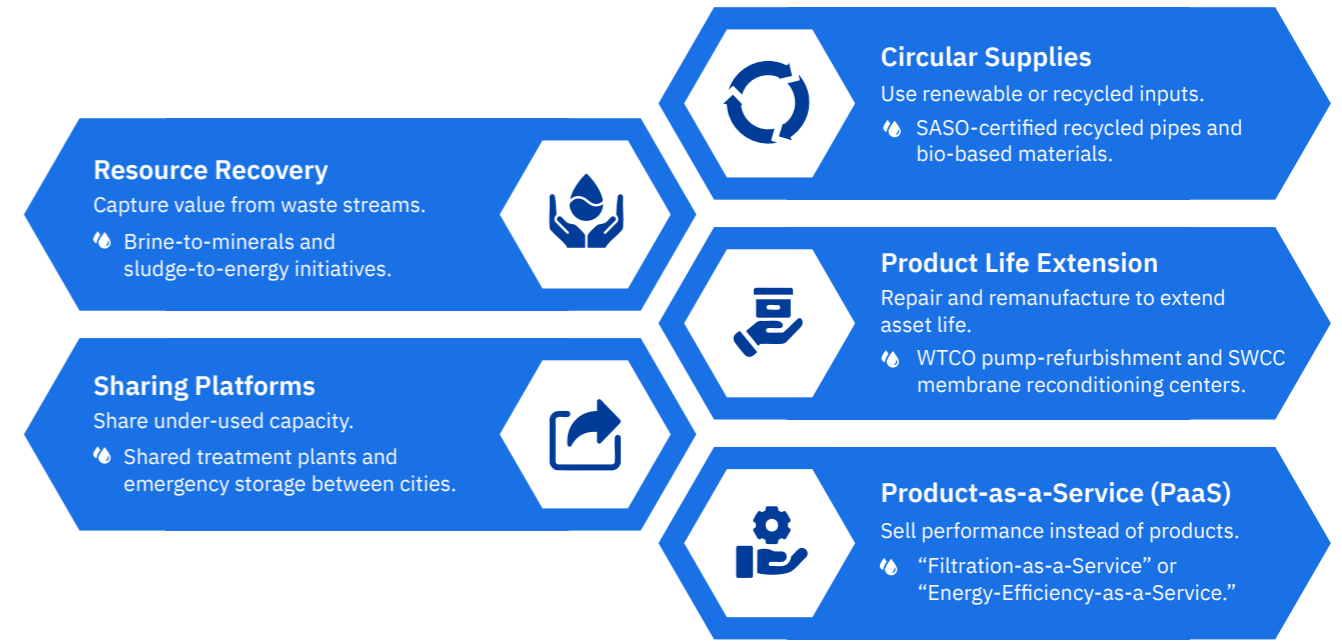 Circular Supplies
Use renewable or recycled inputs.
SASO-certified recycled pipes and
bio-based materials.
Resource Recovery
Capture value from waste streams.
Brine-to-minerals and
sludge-to-energy initiatives.
Product Life Extension
Repair and remanufacture to extend
asset life.
WTCO pump-refurbishment and SWCC
membrane reconditioning centers.
Sharing Platforms
Share under-used capacity.
Shared treatment plants and
emergency storage between cities.
Product-as-a-Service (PaaS)
Sell performance instead of products.
“Filtration-as-a-Service” or
“Energy-Efficiency-as-a-Service.”